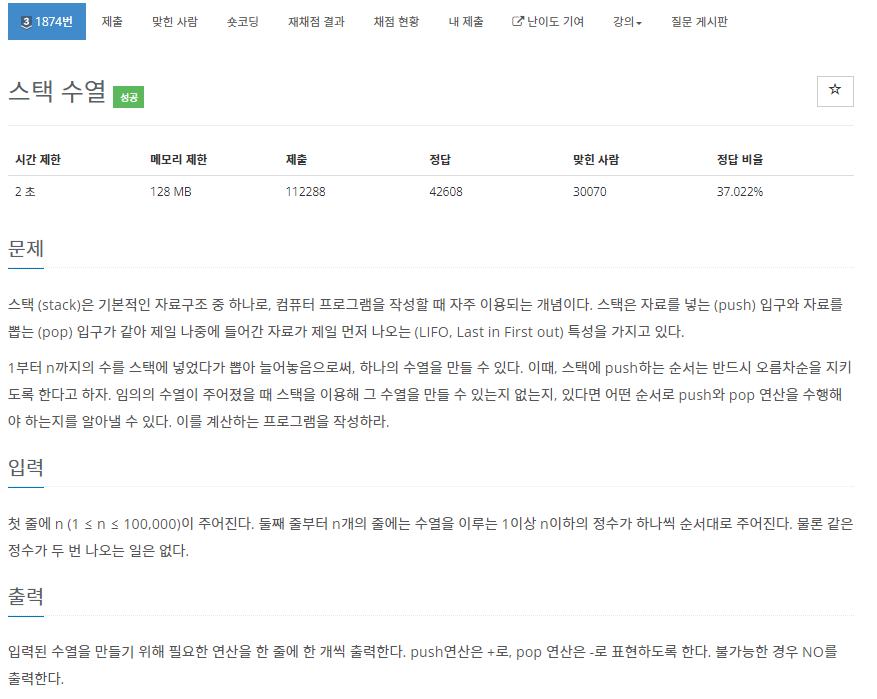 3 1874번 제출 맞힌 사람 숏코딩 재채점 결과 채점 현황 내 제출 난이도 기여 강의 질문 게시판
스택 수열 성공
시간 제한 메모리 제한 제출 정답 맞힌 사람 정답 비율
2 초 128 MB 112288 42608 30070 37.022%
문제
스택 (stack)은 기본적인 자료구조 중 하나로, 컴퓨터 프로그램을 작성할 때 자주 이용되는 개념이다. 스택은 자료를 넣는 (push) 입구와 자료를
뽑는 (pop) 입구가 같아 제일 나중에 들어간 자료가 제일 먼저 나오는 (LIFO, Last in First out) 특성을 가지고 있다.
1부터 n까지의 수를 스택에 넣었다가 뽑아 늘어놓음으로써, 하나의 수열을 만들 수 있다. 이때, 스택에 push하는 순서는 반드시 오름차순을 지키
도록 한다고 하자. 임의의 수열이 주어졌을 때 스택을 이용해 그 수열을 만들 수 있는지 없는지, 있다면 어떤 순서로 push와 pop 연산을 수행해
야 하는지를 알아낼 수 있다. 이를 계산하는 프로그램을 작성하라.
입력
첫 줄에 n (1 ≤ n ≤ 100,000)이 주어진다. 둘째 줄부터 n개의 줄에는 수열을 이루는 1이상 n이하의 정수가 하나씩 순서대로 주어진다. 물론 같은
정수가 두 번 나오는 일은 없다.
출력
입력된 수열을 만들기 위해 필요한 연산을 한 줄에 한 개씩 출력한다. push연산은 +로, pop 연산은 -로 표현하도록 한다. 불가능한 경우 NO를
출력한다.